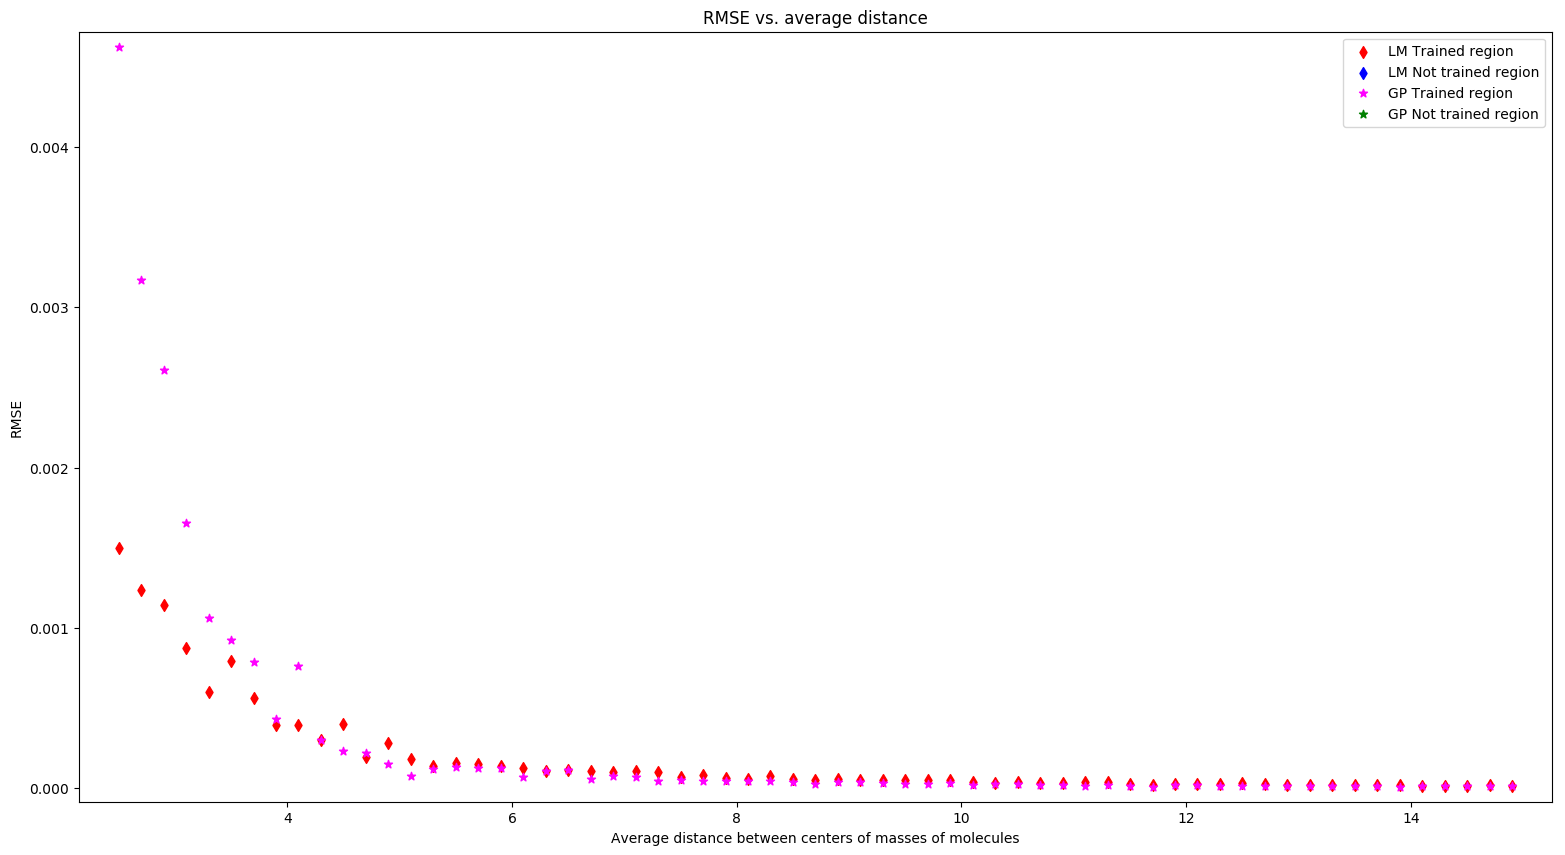 RMSE vs. average distance
LM Trained region
LM Not trained region
GP Trained region
GP Not trained region
0.004
0.003
0.002
0.001
0.000
RMSE
4 6 8 10 12 14
Average distance between centers of masses of molecules